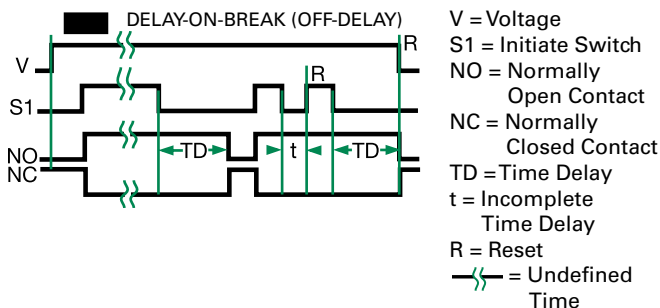 DELAY-ON-BREAK (OFF-DELAY)
R
V
R
S1
NO
NC
TD
t
TD
V = Voltage
S1 = Initiate Switch
NO = Normally
Open Contact
NC = Normally
Closed Contact
TD = Time Delay
t = Incomplete
Time Delay
R = Reset
= Undefined
Time